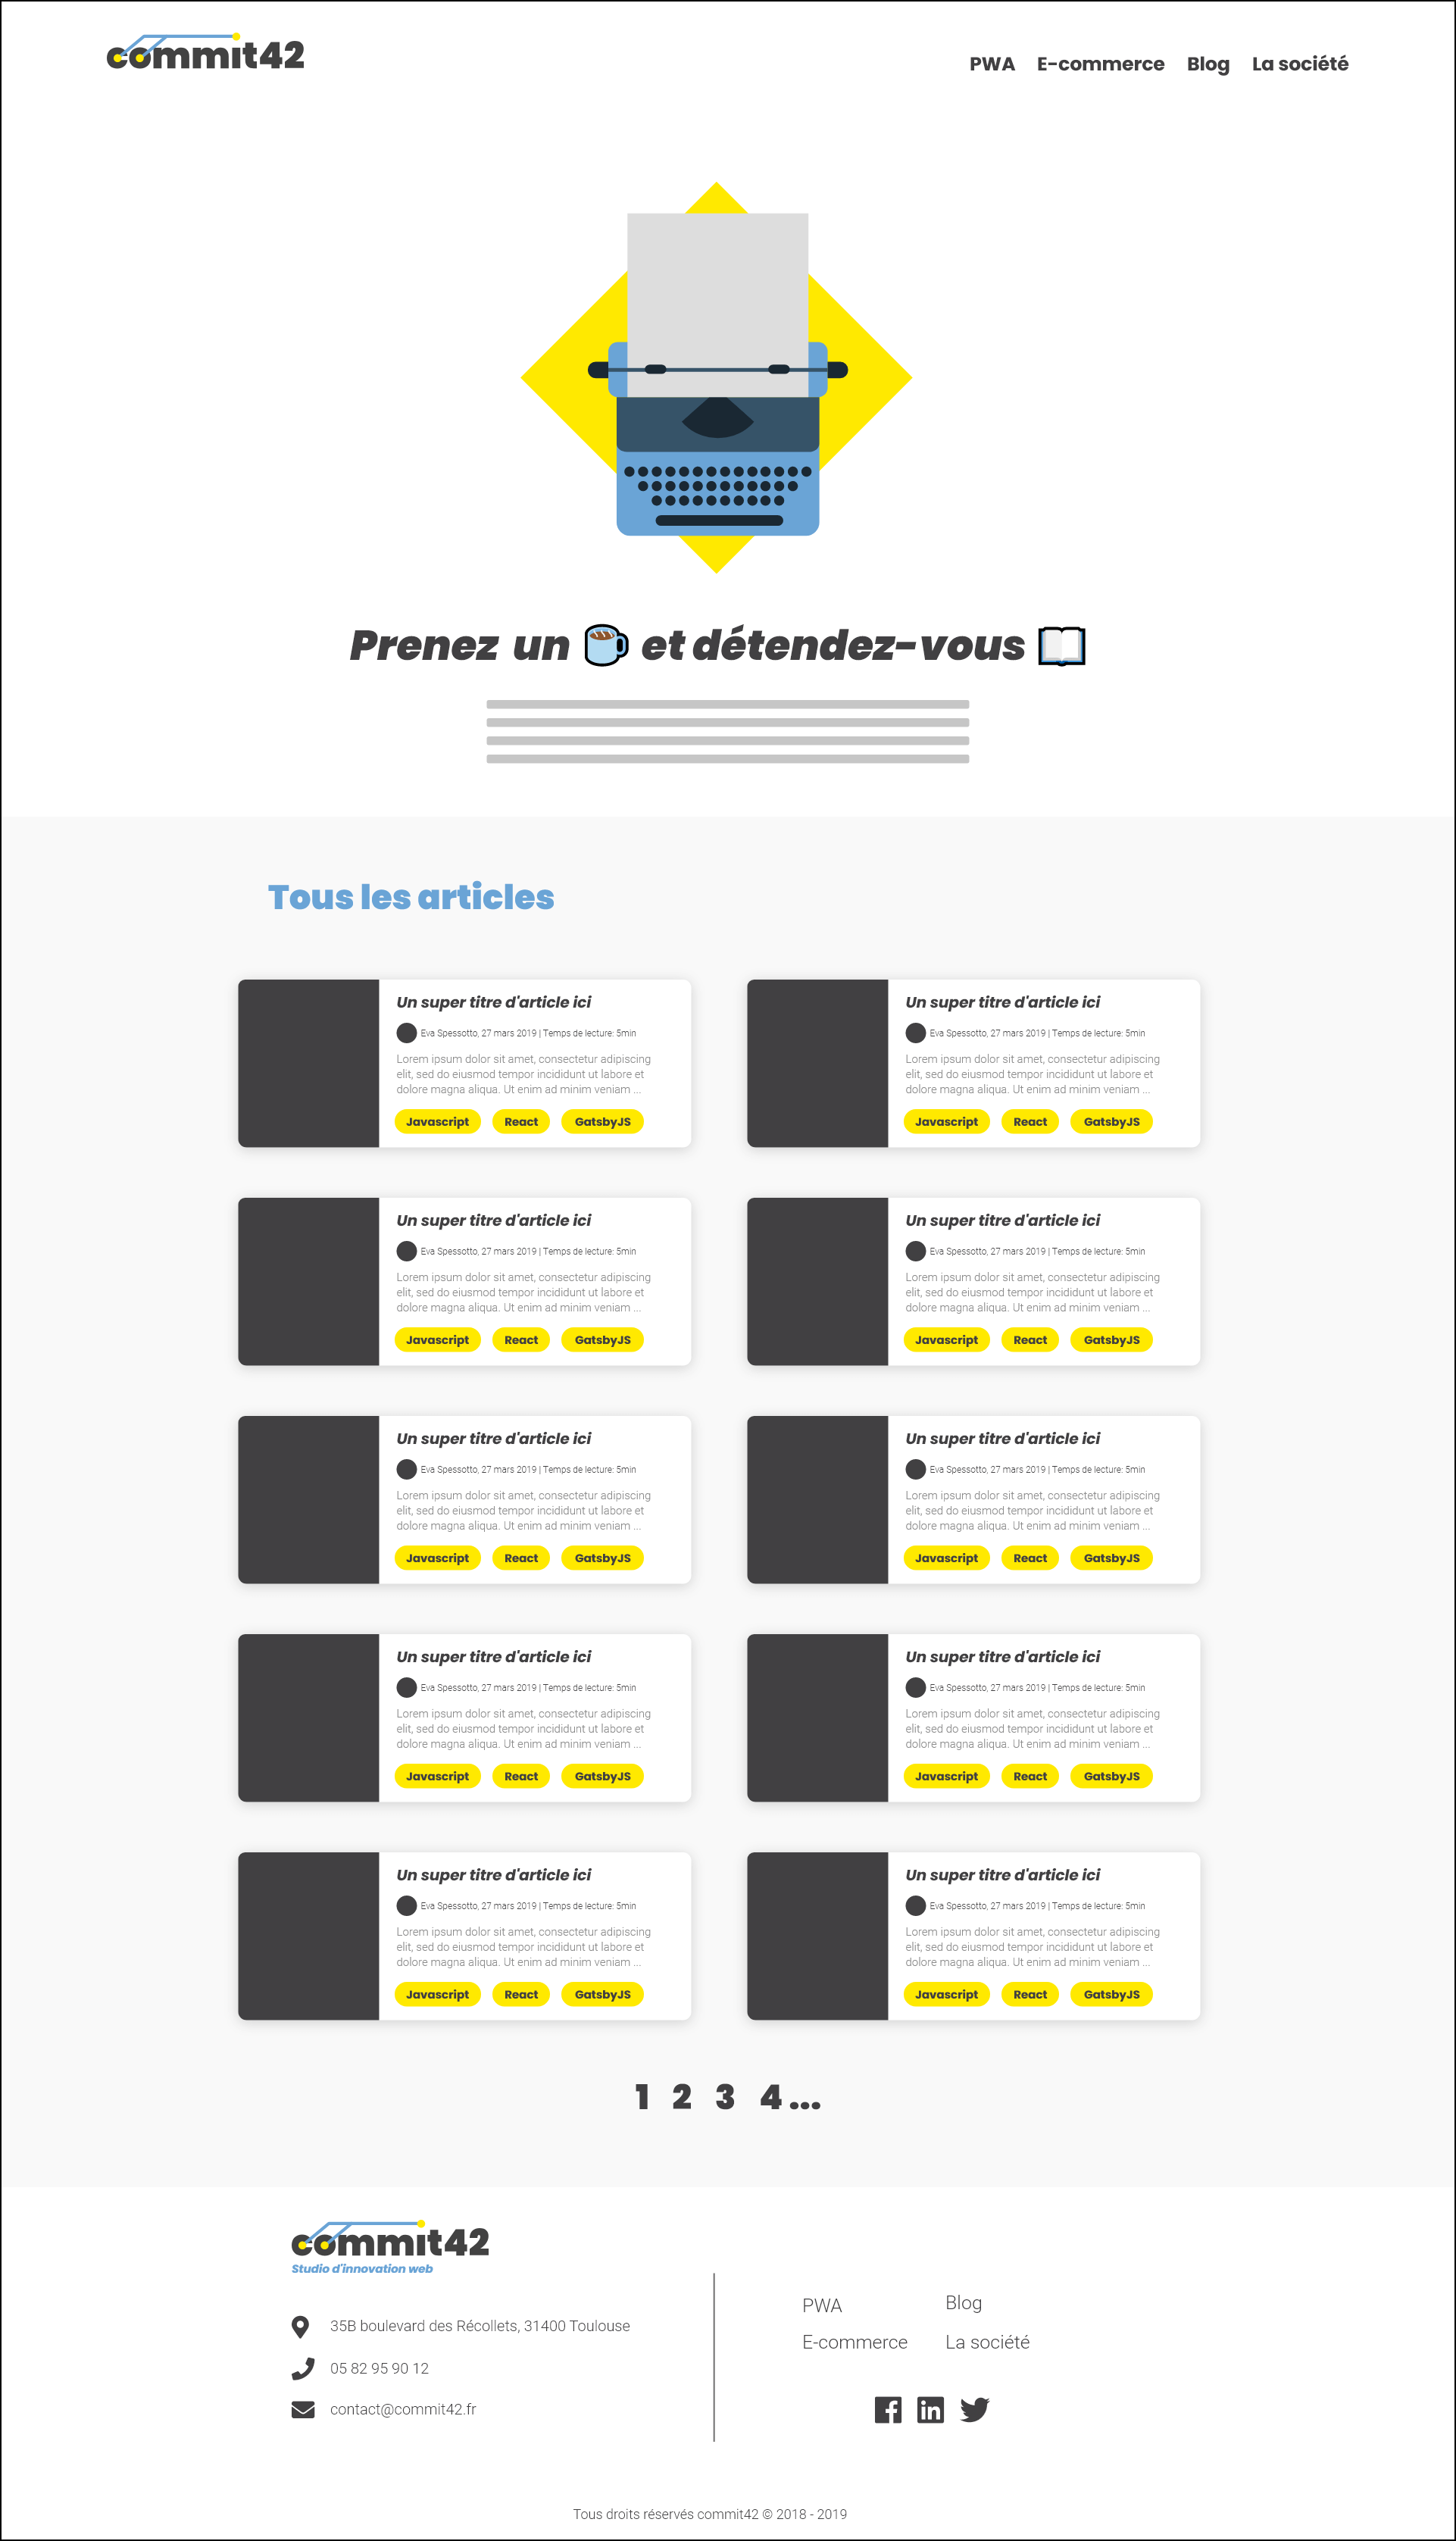 commit42
PWA E-commerce Blog La société
Prenez un et détendez-vous
Tous les articles
Un super titre d'article ici
Eva Spessotto, 27 mars 2019 | Temps de lecture: 5min
Lorem ipsum dolor sit amet, consectetur adipiscing
elit, sed do eiusmod tempor incididunt ut labore et
dolore magna aliqua. Ut enim ad minim veniam ...
Javascript React GatsbyJS
Un super titre d'article ici
Eva Spessotto, 27 mars 2019 | Temps de lecture: 5min
Lorem ipsum dolor sit amet, consectetur adipiscing
elit, sed do eiusmod tempor incididunt ut labore et
dolore magna aliqua. Ut enim ad minim veniam ...
Javascript React GatsbyJS
Un super titre d'article ici
Eva Spessotto, 27 mars 2019 | Temps de lecture: 5min
Lorem ipsum dolor sit amet, consectetur adipiscing
elit, sed do eiusmod tempor incididunt ut labore et
dolore magna aliqua. Ut enim ad minim veniam ...
Javascript React GatsbyJS
Un super titre d'article ici
Eva Spessotto, 27 mars 2019 | Temps de lecture: 5min
Lorem ipsum dolor sit amet, consectetur adipiscing
elit, sed do eiusmod tempor incididunt ut labore et
dolore magna aliqua. Ut enim ad minim veniam ...
Javascript React GatsbyJS
Un super titre d'article ici
Eva Spessotto, 27 mars 2019 | Temps de lecture: 5min
Lorem ipsum dolor sit amet, consectetur adipiscing
elit, sed do eiusmod tempor incididunt ut labore et
dolore magna aliqua. Ut enim ad minim veniam ...
Javascript React GatsbyJS
Un super titre d'article ici
Eva Spessotto, 27 mars 2019 | Temps de lecture: 5min
Lorem ipsum dolor sit amet, consectetur adipiscing
elit, sed do eiusmod tempor incididunt ut labore et
dolore magna aliqua. Ut enim ad minim veniam ...
Javascript React GatsbyJS
Un super titre d'article ici
Eva Spessotto, 27 mars 2019 | Temps de lecture: 5min
Lorem ipsum dolor sit amet, consectetur adipiscing
elit, sed do eiusmod tempor incididunt ut labore et
dolore magna aliqua. Ut enim ad minim veniam ...
Javascript React GatsbyJS
Un super titre d'article ici
Eva Spessotto, 27 mars 2019 | Temps de lecture: 5min
Lorem ipsum dolor sit amet, consectetur adipiscing
elit, sed do eiusmod tempor incididunt ut labore et
dolore magna aliqua. Ut enim ad minim veniam ...
Javascript React GatsbyJS
Un super titre d'article ici
Eva Spessotto, 27 mars 2019 | Temps de lecture: 5min
Lorem ipsum dolor sit amet, consectetur adipiscing
elit, sed do eiusmod tempor incididunt ut labore et
dolore magna aliqua. Ut enim ad minim veniam ...
Javascript React GatsbyJS
Un super titre d'article ici
Eva Spessotto, 27 mars 2019 | Temps de lecture: 5min
Lorem ipsum dolor sit amet, consectetur adipiscing
elit, sed do eiusmod tempor incididunt ut labore et
dolore magna aliqua. Ut enim ad minim veniam ...
Javascript React GatsbyJS
1 2 3 4 ...
commit42
Studio d'innovation web
35B boulevard des Récollets, 31400 Toulouse
05 82 95 90 12
contact@commit42.fr
PWA Blog
E-commerce La société
Tous droits réservés commit42 © 2018 - 2019